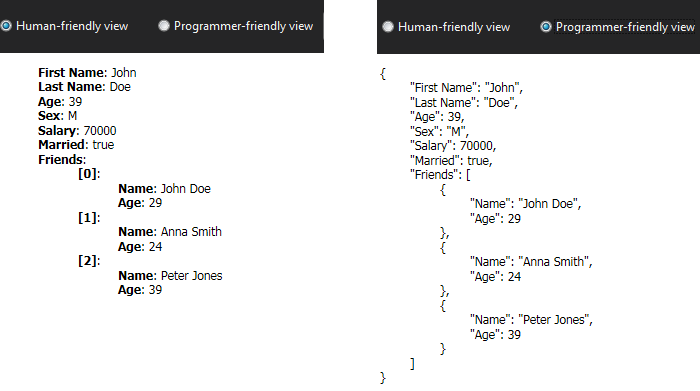 Human-friendly view
Programmer-friendly view
First Name: John
Last Name: Doe
Age: 39
Sex: M
Salary: 70000
Married: true
Friends:
[0]:
Name: John Doe
Age: 29
[1]:
Name: Anna Smith
Age: 24
[2]:
Name: Peter Jones
Age: 39
Human-friendly view
Programmer-friendly view
{
"First Name": "John",
"Last Name": "Doe",
"Age": 39,
"Sex": "M",
"Salary": 70000,
"Married": true,
"Friends": [
{
"Name": "John Doe",
"Age": 29
},
{
"Name": "Anna Smith",
"Age": 24
},
{
"Name": "Peter Jones",
"Age": 39
}
]
}